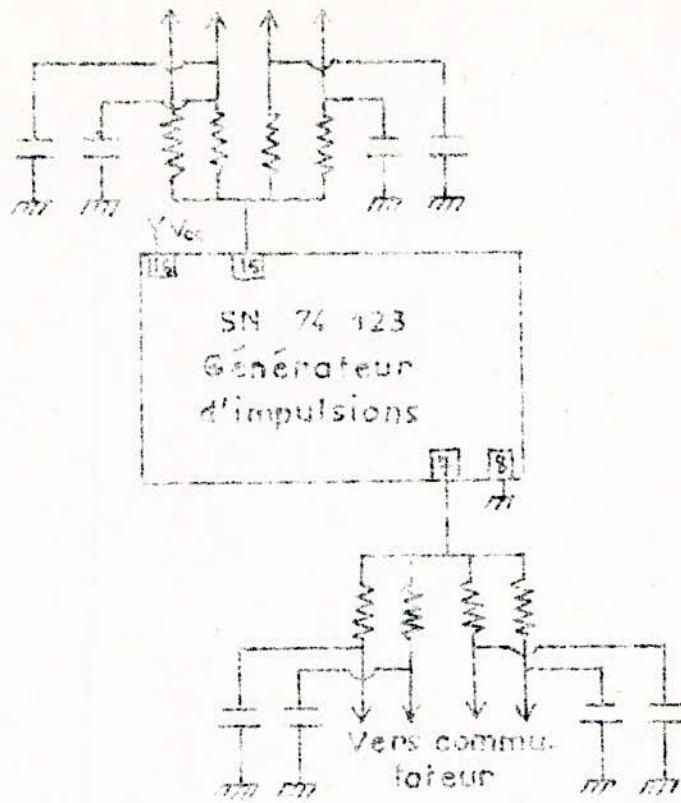 Vcc
16 15
SN 74 123
Générateur
d'impulsions
7 8
Vers commu-
tateur